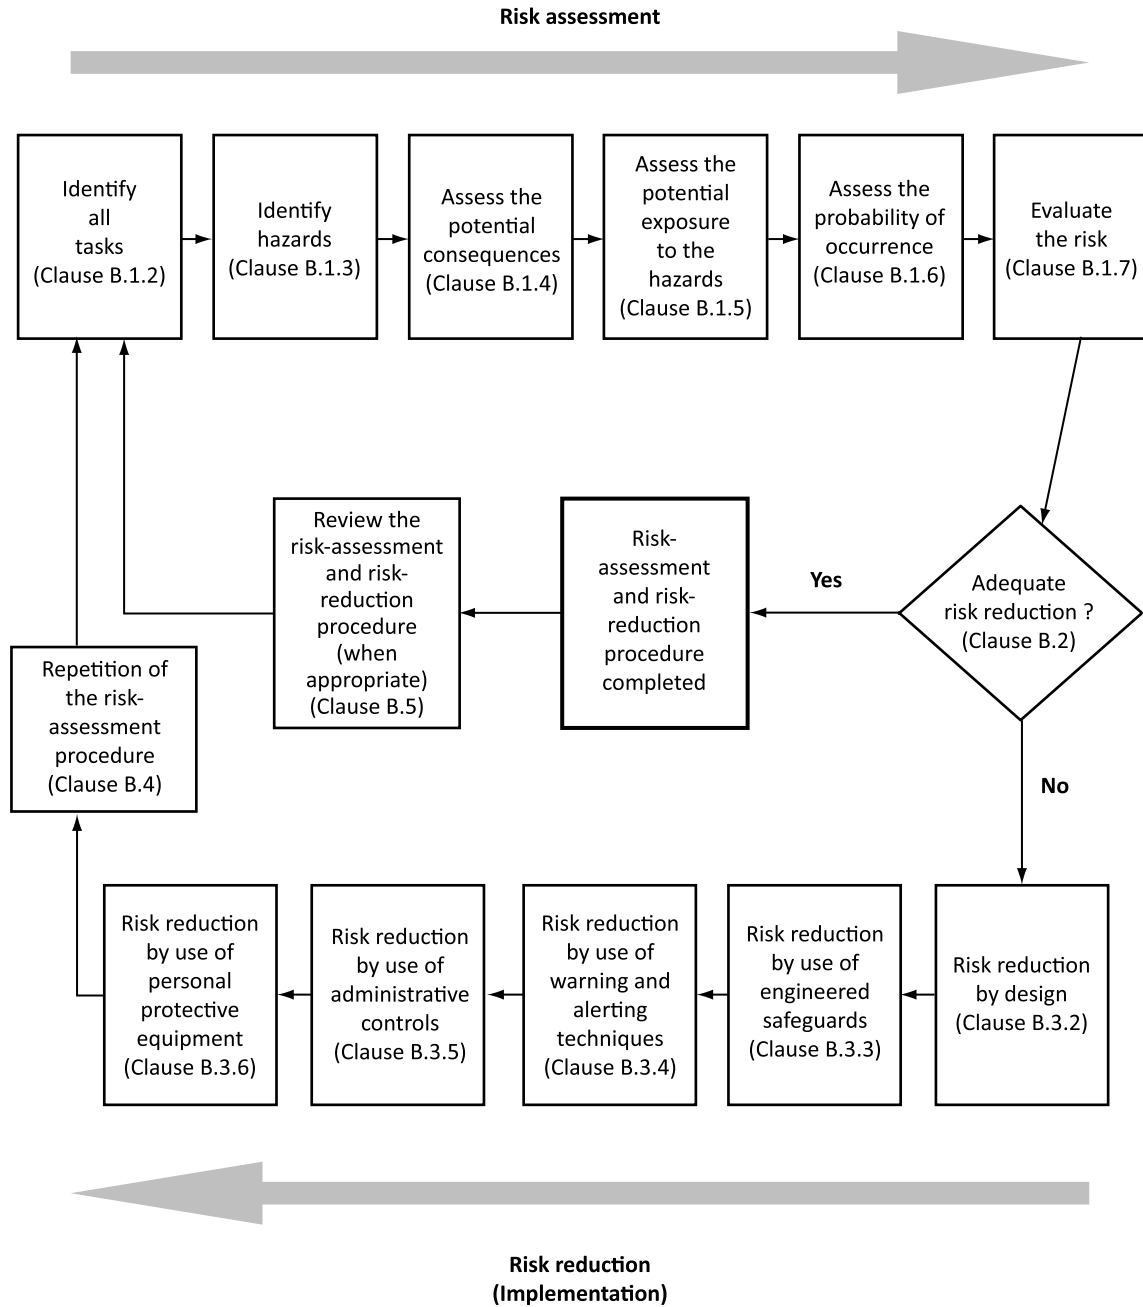 Risk assessment
Identify
all
tasks
(Clause B.1.2)
Identify
hazards
(Clause B.1.3)
Assess the
potential
consequences
(Clause B.1.4)
Assess the
potential
exposure
to the
hazards
(Clause B.1.5)
Assess the
probability of
occurrence
(Clause B.1.6)
Evaluate
the risk
(Clause B.1.7)
Review the
risk-assessment
and risk-
reduction
procedure
(when
appropriate)
(Clause B.5)
Risk-
assessment
and risk-
reduction
procedure
completed
Yes
Adequate
risk reduction ?
(Clause B.2)
Repetition of
the risk-
assessment
procedure
(Clause B.4)
No
Risk reduction
by use of
personal
protective
equipment
(Clause B.3.6)
Risk reduction
by use of
administrative
controls
(Clause B.3.5)
Risk reduction
by use of
warning and
alerting
techniques
(Clause B.3.4)
Risk reduction
by use of
engineered
safeguards
(Clause B.3.3)
Risk reduction
by design
(Clause B.3.2)
Risk reduction
(Implementation)